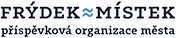 FRÝDEK≈MÍSTEK
příspěvková organizace města